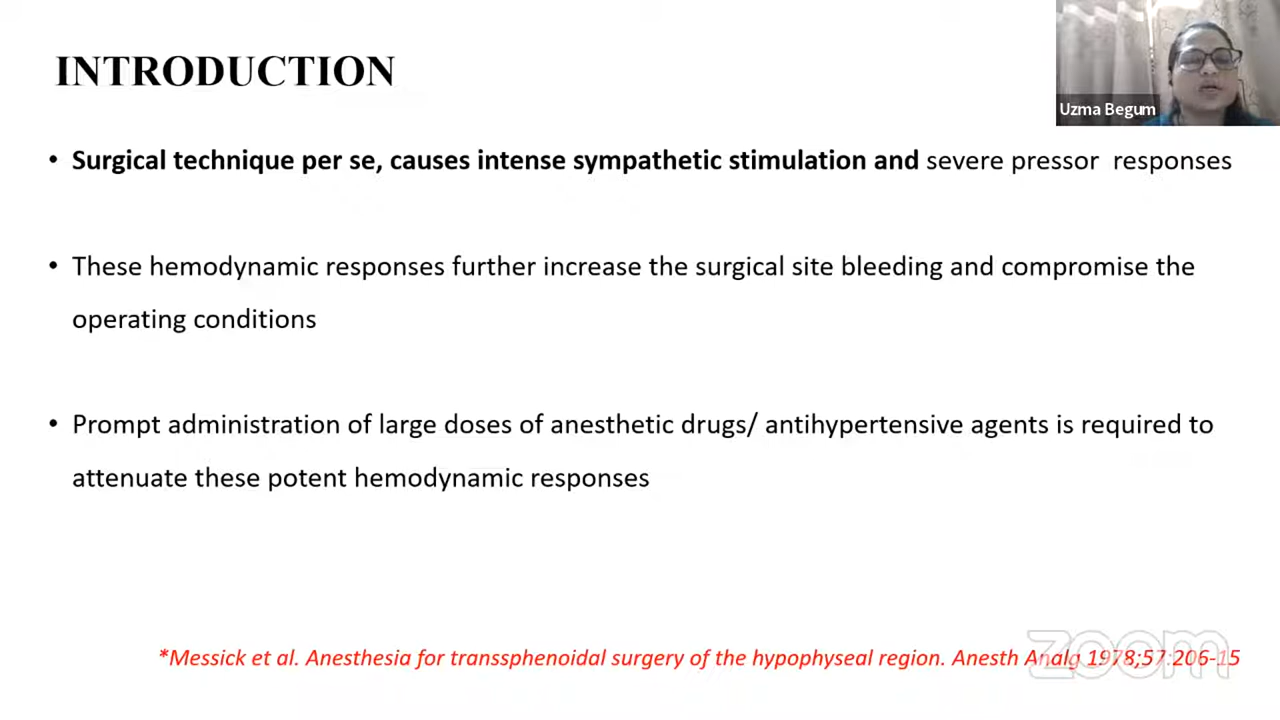 INTRODUCTION
Uzma Begum
• Surgical technique per se, causes intense sympathetic stimulation and severe pressor responses
• These hemodynamic responses further increase the surgical site bleeding and compromise the
operating conditions
• Prompt administration of large doses of anesthetic drugs/ antihypertensive agents is required to
attenuate these potent hemodynamic responses
*Messick et al. Anesthesia for transsphenoidal surgery of the hypophyseal region. Anesth Analg 1978;57:206-15
zoom